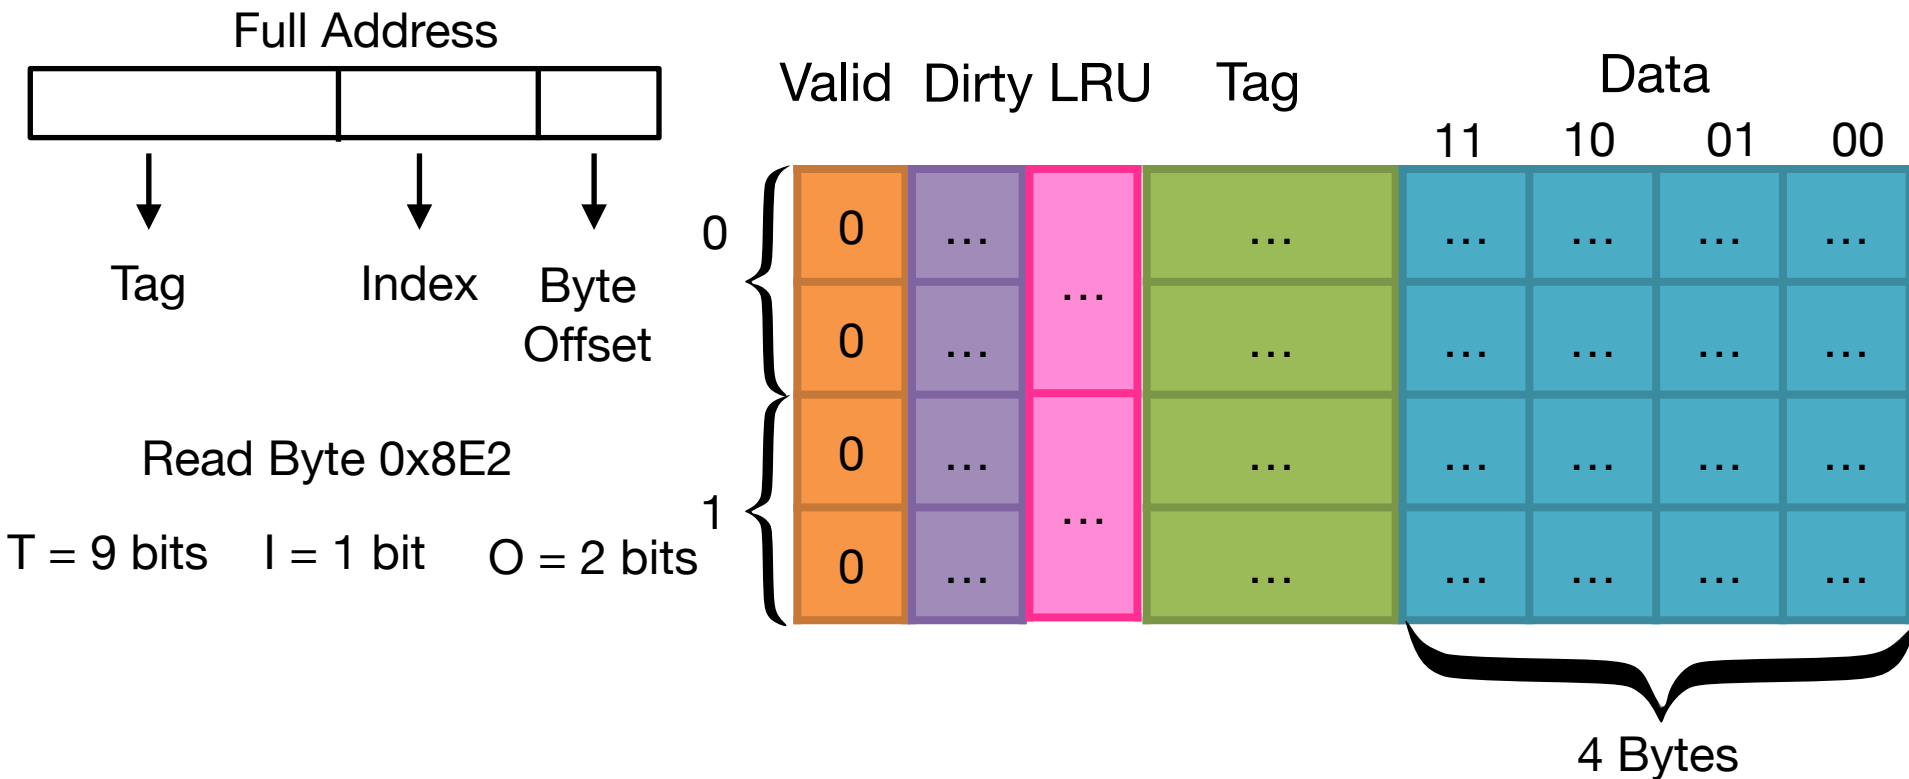 Full Address
Tag Index Byte Offset
Read Byte 0x8E2
T = 9 bits I = 1 bit O = 2 bits
Valid Dirty LRU Tag Data
11 10 01 00
0
0 ... ... ... ... ... ... ...
0 ... ... ... ... ... ...
1
0 ... ... ... ... ... ... ...
0 ... ... ... ... ... ...
4 Bytes